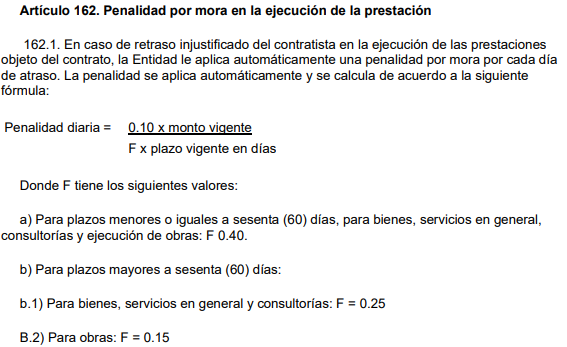 Artículo 162. Penalidad por mora en la ejecución de la prestación
162.1. En caso de retraso injustificado del contratista en la ejecución de las prestaciones
objeto del contrato, la Entidad le aplica automáticamente una penalidad por mora por cada día
de atraso. La penalidad se aplica automáticamente y se calcula de acuerdo a la siguiente
fórmula:
Penalidad diaria = 0.10 x monto vigente
F x plazo vigente en días
Donde F tiene los siguientes valores:
a) Para plazos menores o iguales a sesenta (60) días, para bienes, servicios en general,
consultorías y ejecución de obras: F 0.40.
b) Para plazos mayores a sesenta (60) días:
b.1) Para bienes, servicios en general y consultorías: F = 0.25
B.2) Para obras: F = 0.15